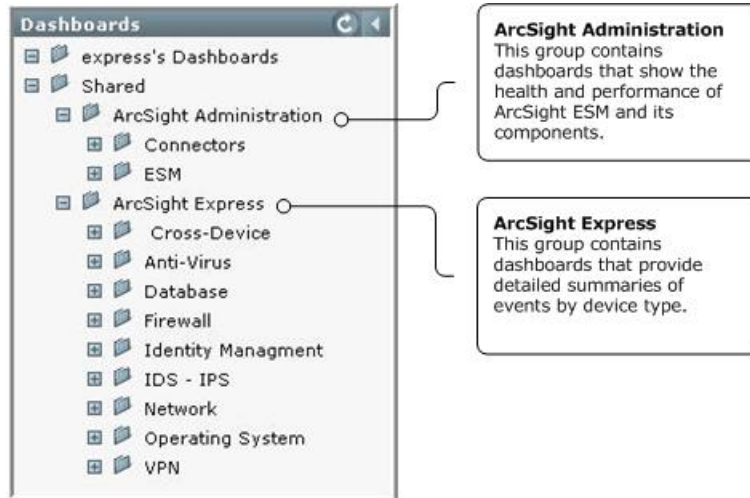 Dashboards
express's Dashboards
Shared
ArcSight Administration
Connectors
ESM
ArcSight Express
Cross-Device
Anti-Virus
Database
Firewall
Identity Managment
IDS - IPS
Network
Operating System
VPN
ArcSight Administration
This group contains
dashboards that show the
health and performance of
ArcSight ESM and its
components.
ArcSight Express
This group contains
dashboards that provide
detailed summaries of
events by device type.